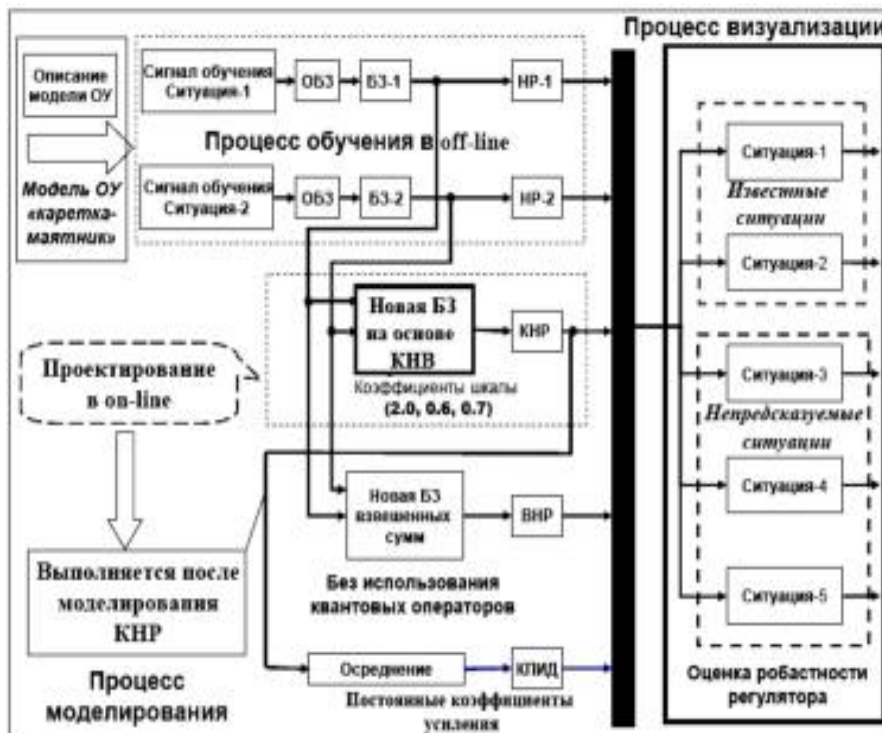 Процесс визуализации
Описание
модели ОУ
Модель ОУ
«каретка-
маятник»
Сигнал обучения
Ситуация-1
ОБЗ
БЗ-1
НР-1
Процесс обучения в off-line
Сигнал обучения
Ситуация-2
ОБЗ
БЗ-2
НР-2
Новая БЗ
на основе
КНВ
КНР
Коэффициенты шкалы
(2.0, 0.6, 0.7)
Проектирование
в on-line
Новая БЗ
взвешенных
сумм
ВНР
Без использования
квантовых операторов
Выполняется после
моделирования
КНР
Процесс
моделирования
Осреднение
КПИД
Постоянные коэффициенты
усиления
Ситуация-1
Известные
ситуации
Ситуация-2
Ситуация-3
Непредсказуемые
ситуации
Ситуация-4
Ситуация-5
Оценка робастности
регулятора